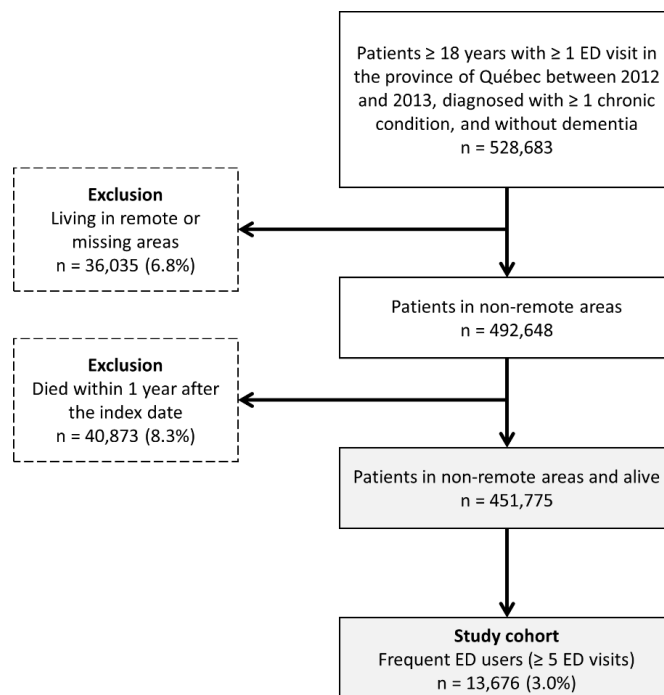 Patients ≥ 18 years with ≥ 1 ED visit in
the province of Québec between 2012
and 2013, diagnosed with ≥ 1 chronic
condition, and without dementia
n = 528,683
Exclusion
Living in remote or
missing areas
n = 36,035 (6.8%)
Patients in non-remote areas
n = 492,648
Exclusion
Died within 1 year after
the index date
n = 40,873 (8.3%)
Patients in non-remote areas and alive
n = 451,775
Study cohort
Frequent ED users (≥ 5 ED visits)
n = 13,676 (3.0%)